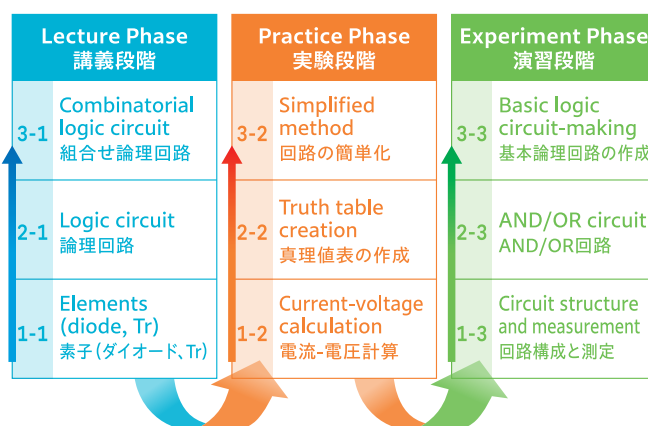 Lecture Phase
講義段階
3-1
Combinatorial
logic circuit
組合せ論理回路
2-1
Logic circuit
論理回路
1-1
Elements
(diode, Tr)
素子(ダイオード、Tr)
Practice Phase
実験段階
3-2
Simplified
method
回路の簡単化
2-2
Truth table
creation
真理値表の作成
1-2
Current-voltage
calculation
電流-電圧計算
Experiment Phase
演習段階
3-3
Basic logic
circuit-making
基本論理回路の作成
2-3
AND/OR circuit
AND/OR回路
1-3
Circuit structure
and measurement
回路構成と測定